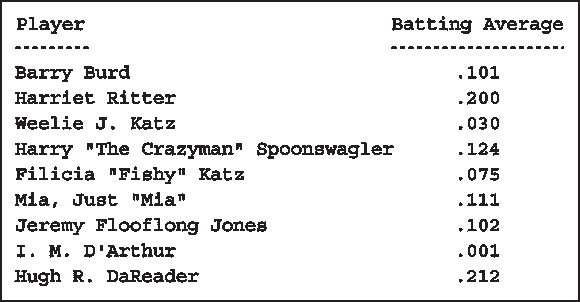 Player Batting Average
--------- ---------------------
Barry Burd .101
Harriet Ritter .200
Weelie J. Katz .030
Harry "The Crazyman" Spoonswagler .124
Filicia "Fishy" Katz .075
Mia, Just "Mia" .111
Jeremy Flooflong Jones .102
I. M. D'Arthur .001
Hugh R. DaReader .212